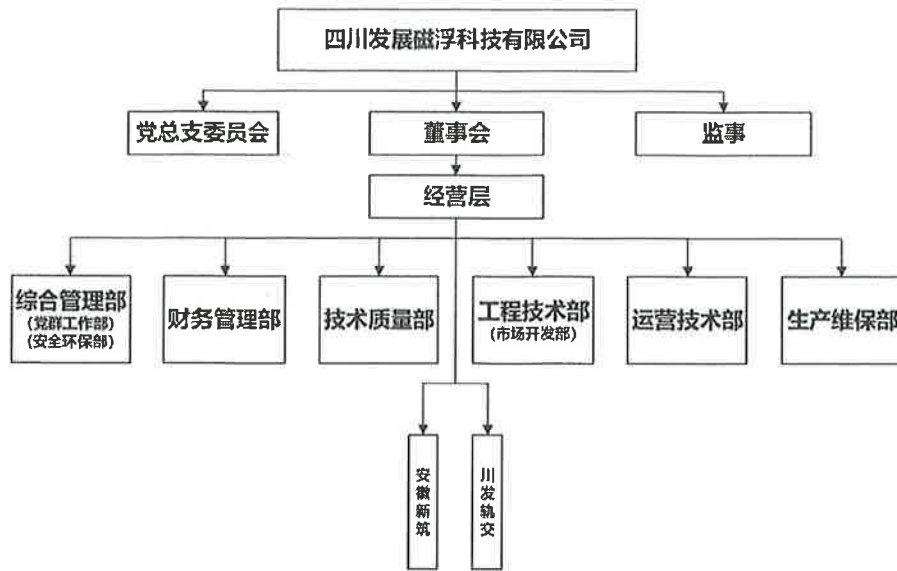 四川发展磁浮科技有限公司
党总支委员会
董事会
监事
经营层
综合管理部
(党群工作部)
(安全环保部)
财务管理部
技术质量部
工程技术部
(市场开发部)
运营技术部
生产维保部
安徽新筑
川发轨交